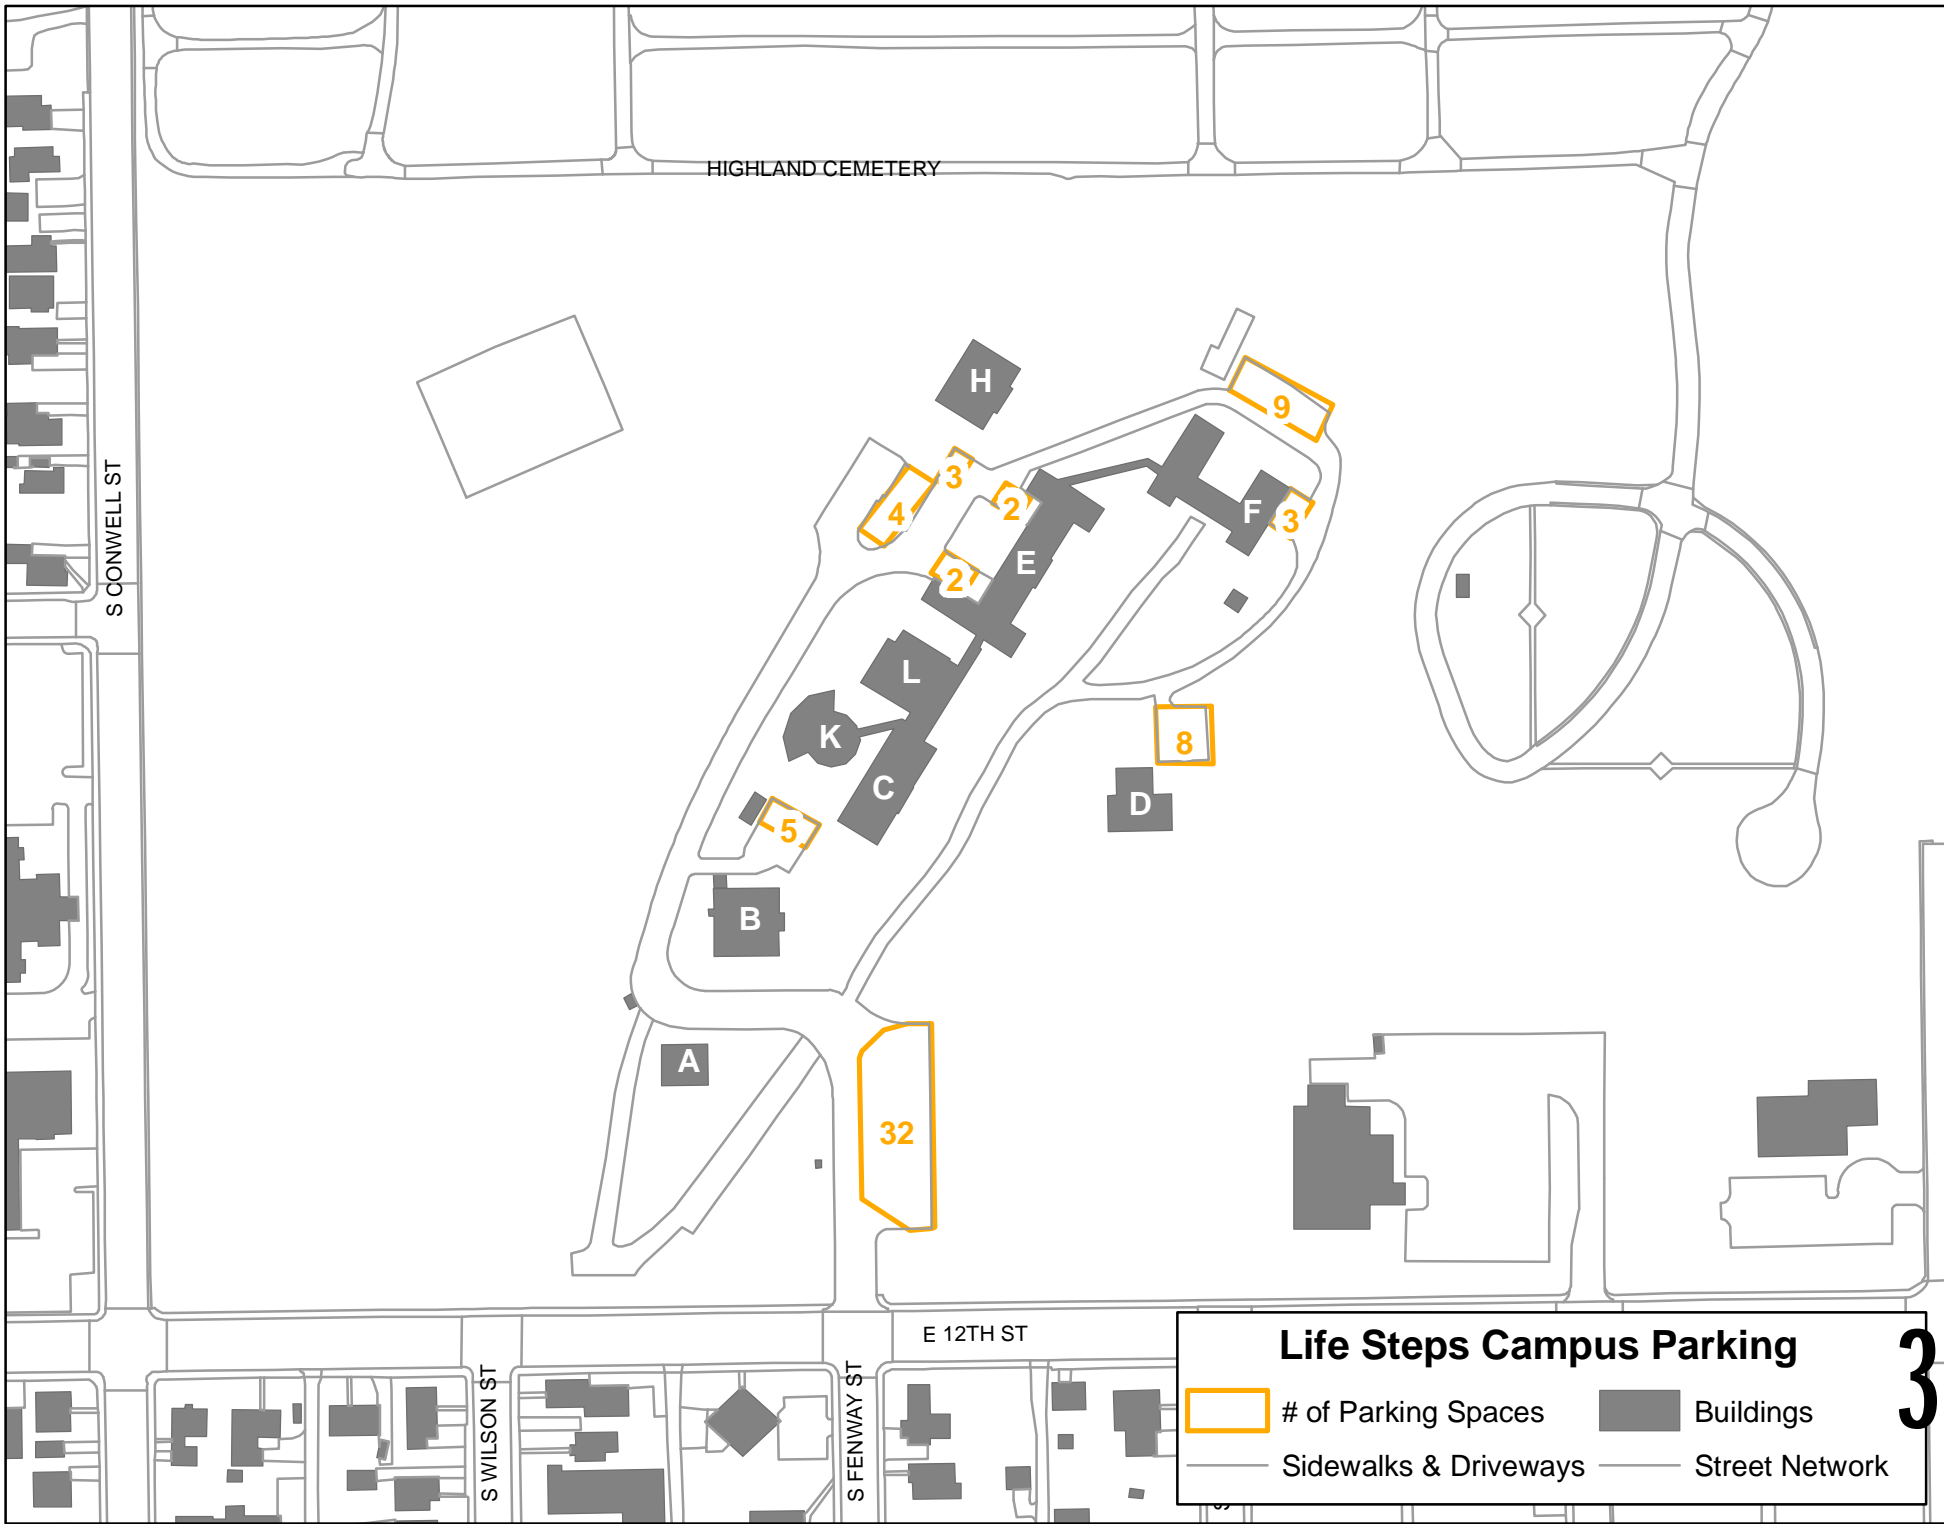 HIGHLAND CEMETERY
S CONWELL ST
H
9
3
4
2
F
3
E
2
L
K
8
C
D
5
B
A
32
E 12TH ST
S WILSON ST
S FENWAY ST
Life Steps Campus Parking
3
# of Parking Spaces
Buildings
Sidewalks & Driveways
Street Network